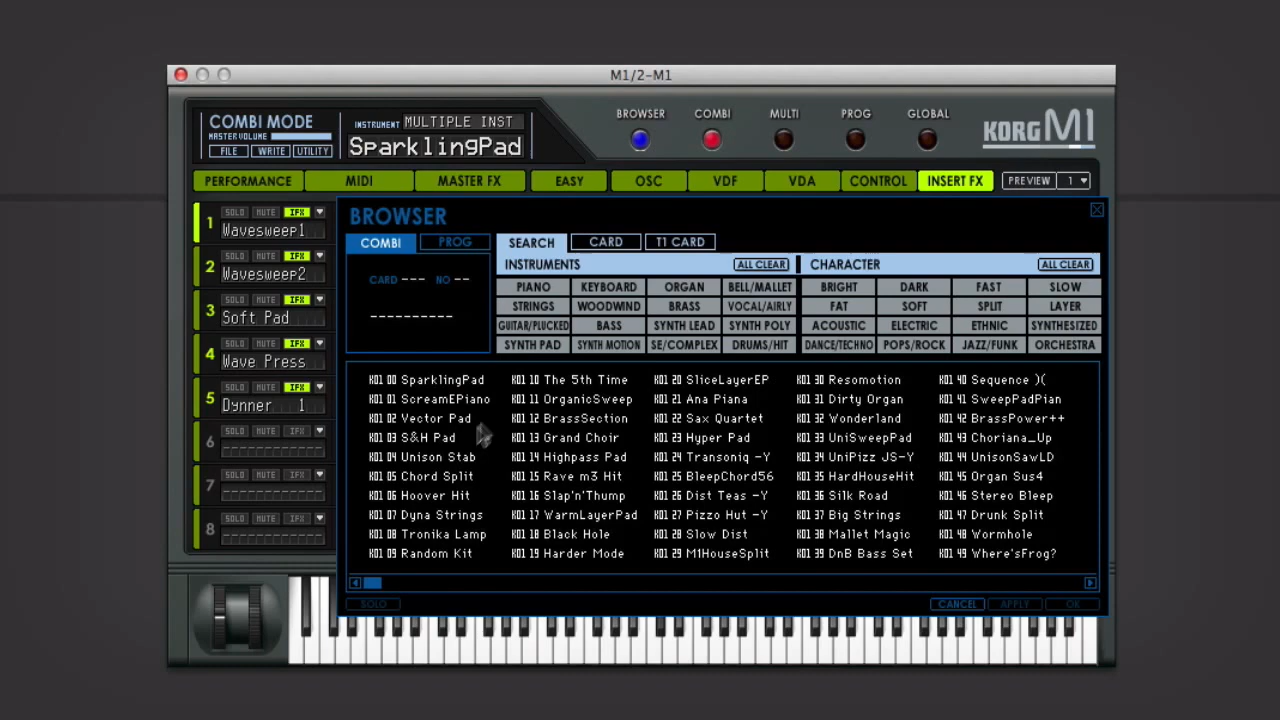 M1/2-M1
COMBI MODE
MASTER VOLUME
FILE WRITE UTILITY
INSTRUMENT MULTIPLE INST
SparklingPad
BROWSER COMBI MULTI PROG GLOBAL
KORG M1
PERFORMANCE MIDI MASTER FX EASY OSC VDF VDA CONTROL INSERT FX PREVIEW 1
1 SOLO MUTE IFX
Wavesweep1
2 SOLO MUTE IFX
Wavesweep2
3 SOLO MUTE IFX
Soft Pad
4 SOLO MUTE IFX
Wave Press
5 SOLO MUTE IFX
Dynner 1
6 SOLO MUTE IFX
----------
7 SOLO MUTE IFX
----------
8 SOLO MUTE IFX
----------
BROWSER
COMBI PROG
CARD --- NO --
----------
SEARCH CARD T1 CARD
INSTRUMENTS ALL CLEAR CHARACTER ALL CLEAR
PIANO KEYBOARD ORGAN BELL/MALLET BRIGHT DARK FAST SLOW
STRINGS WOODWIND BRASS VOCAL/AIRLY FAT SOFT SPLIT LAYER
GUITAR/PLUCKED BASS SYNTH LEAD SYNTH POLY ACOUSTIC ELECTRIC ETHNIC SYNTHESIZED
SYNTH PAD SYNTH MOTION SE/COMPLEX DRUMS/HIT DANCE/TECHNO POPS/ROCK JAZZ/FUNK ORCHESTRA
K01 00 SparklingPad K01 10 The 5th Time K01 20 SliceLayerEP K01 30 Resomotion K01 40 Sequence )(
K01 01 ScreamEPiano K01 11 OrganicSweep K01 21 Ana Piana K01 31 Dirty Organ K01 41 SweepPadPian
K01 02 Vector Pad K01 12 BrassSection K01 22 Sax Quartet K01 32 Wonderland K01 42 BrassPower++
K01 03 S&H Pad K01 13 Grand Choir K01 23 Hyper Pad K01 33 UniSweepPad K01 43 Choriana_Up
K01 04 Unison Stab K01 14 Highpass Pad K01 24 Transoniq -Y K01 34 UniPizz JS-Y K01 44 UnisonSawLD
K01 05 Chord Split K01 15 Rave m3 Hit K01 25 BleepChord56 K01 35 HardHouseHit K01 45 Organ Sus4
K01 06 Hoover Hit K01 16 Slap'n'Thump K01 26 Dist Teas -Y K01 36 Silk Road K01 46 Stereo Bleep
K01 07 Dyna Strings K01 17 WarmLayerPad K01 27 Pizzo Hut -Y K01 37 Big Strings K01 47 Drunk Split
K01 08 Tronika Lamp K01 18 Black Hole K01 28 Slow Dist K01 38 Mallet Magic K01 48 Wormhole
K01 09 Random Kit K01 19 Harder Mode K01 29 M1HouseSplit K01 39 DnB Bass Set K01 49 Where'sFrog?
SOLO CANCEL APPLY OK